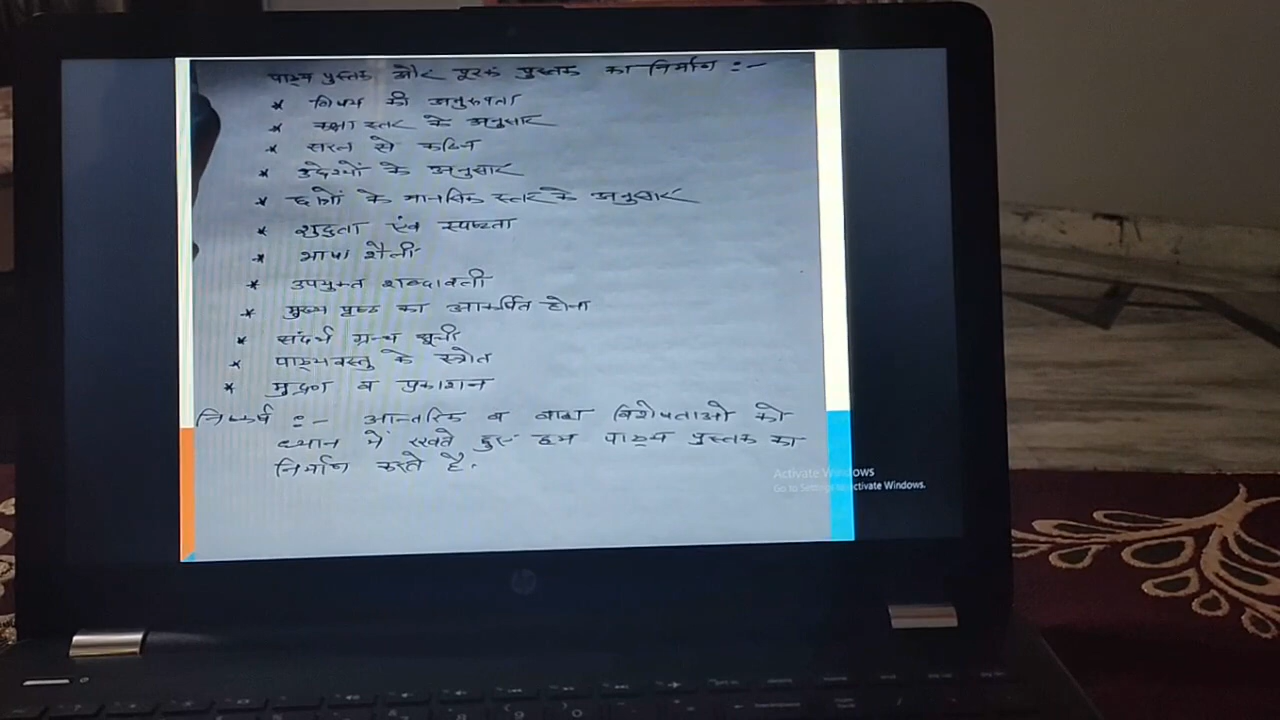 पाठ्य पुस्तक और पूरक पुस्तक का निर्माण :-
* विषय की अनुरुपता
* कक्षा स्तर के अनुसार
* सरल से कठिन
* उदेश्यों के अनुसार
* छात्रों के मानसिक स्तर के अनुसार
* शुद्धता एंव स्पष्टता
* भाषा शैली
* उपयुक्त शब्दावली
* मुख्य पृष्ठ का आकर्षित होना
* संदर्भ ग्रन्थ सूची
* पाठ्यवस्तु के स्त्रोत
* मुद्रण व प्रकाशन
निष्कर्ष :- आन्तरिक व बाह्य विशेषताओ को
ध्यान में रखते हुए हम पाठ्य पुस्तक का
निर्माण करते है.
Activate Windows
Go to Settings to activate Windows.
hp